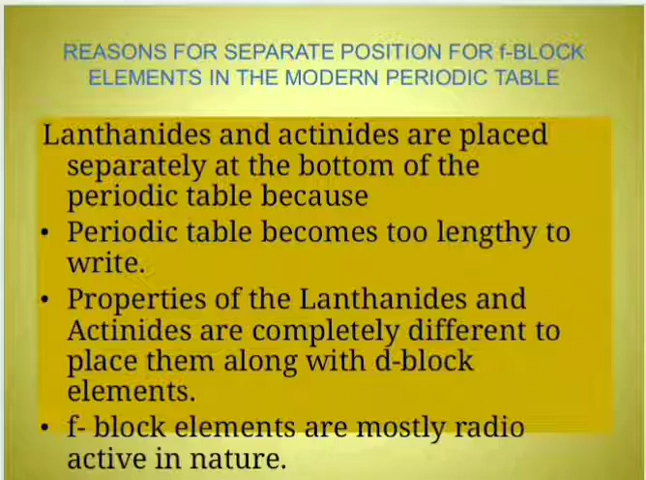 REASONS FOR SEPARATE POSITION FOR f-BLOCK
ELEMENTS IN THE MODERN PERIODIC TABLE
Lanthanides and actinides are placed
separately at the bottom of the
periodic table because
• Periodic table becomes too lengthy to
write.
• Properties of the Lanthanides and
Actinides are completely different to
place them along with d-block
elements.
• f- block elements are mostly radio
active in nature.